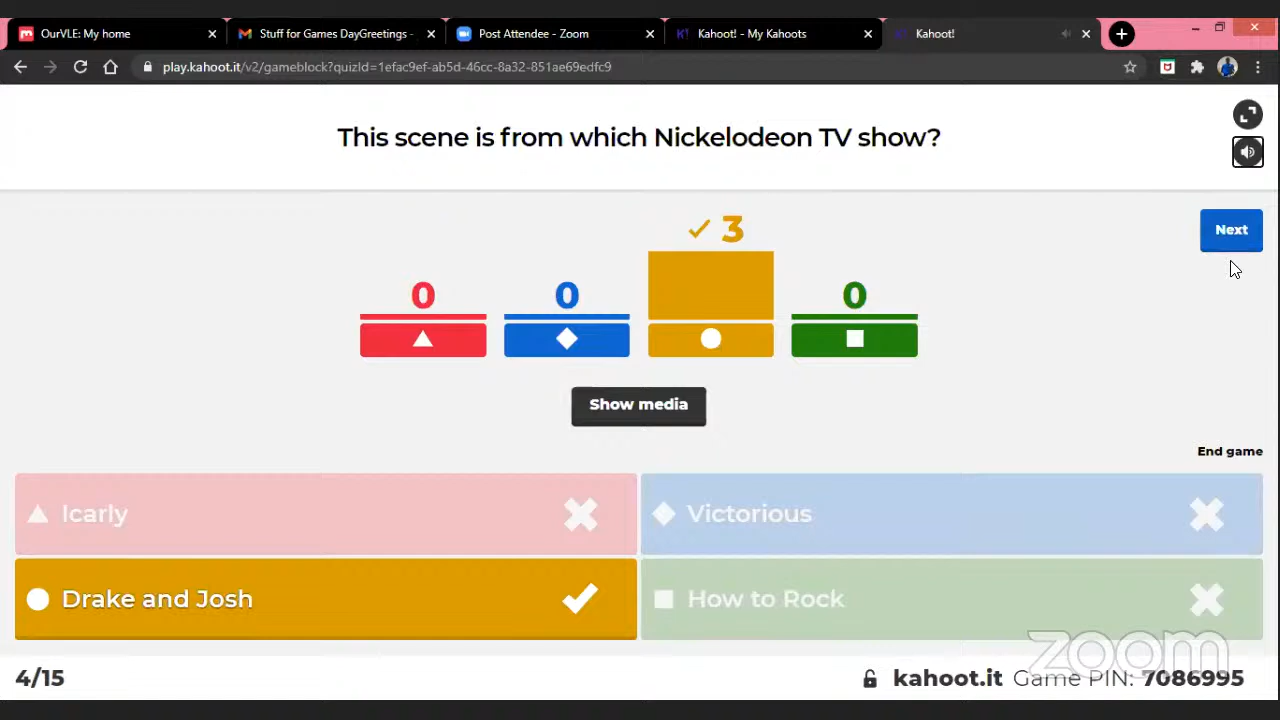 OurVLE: My home
Stuff for Games DayGreetings -
Post Attendee - Zoom
Kahoot! - My Kahoots
Kahoot!
play.kahoot.it/v2/gameblock?quizId=1efac9ef-ab5d-46cc-8a32-851ae69edfc9
This scene is from which Nickelodeon TV show?
Next
0
0
3
0
Show media
End game
Icarly
Victorious
Drake and Josh
How to Rock
zoom
4/15
kahoot.it Game PIN: 7086995